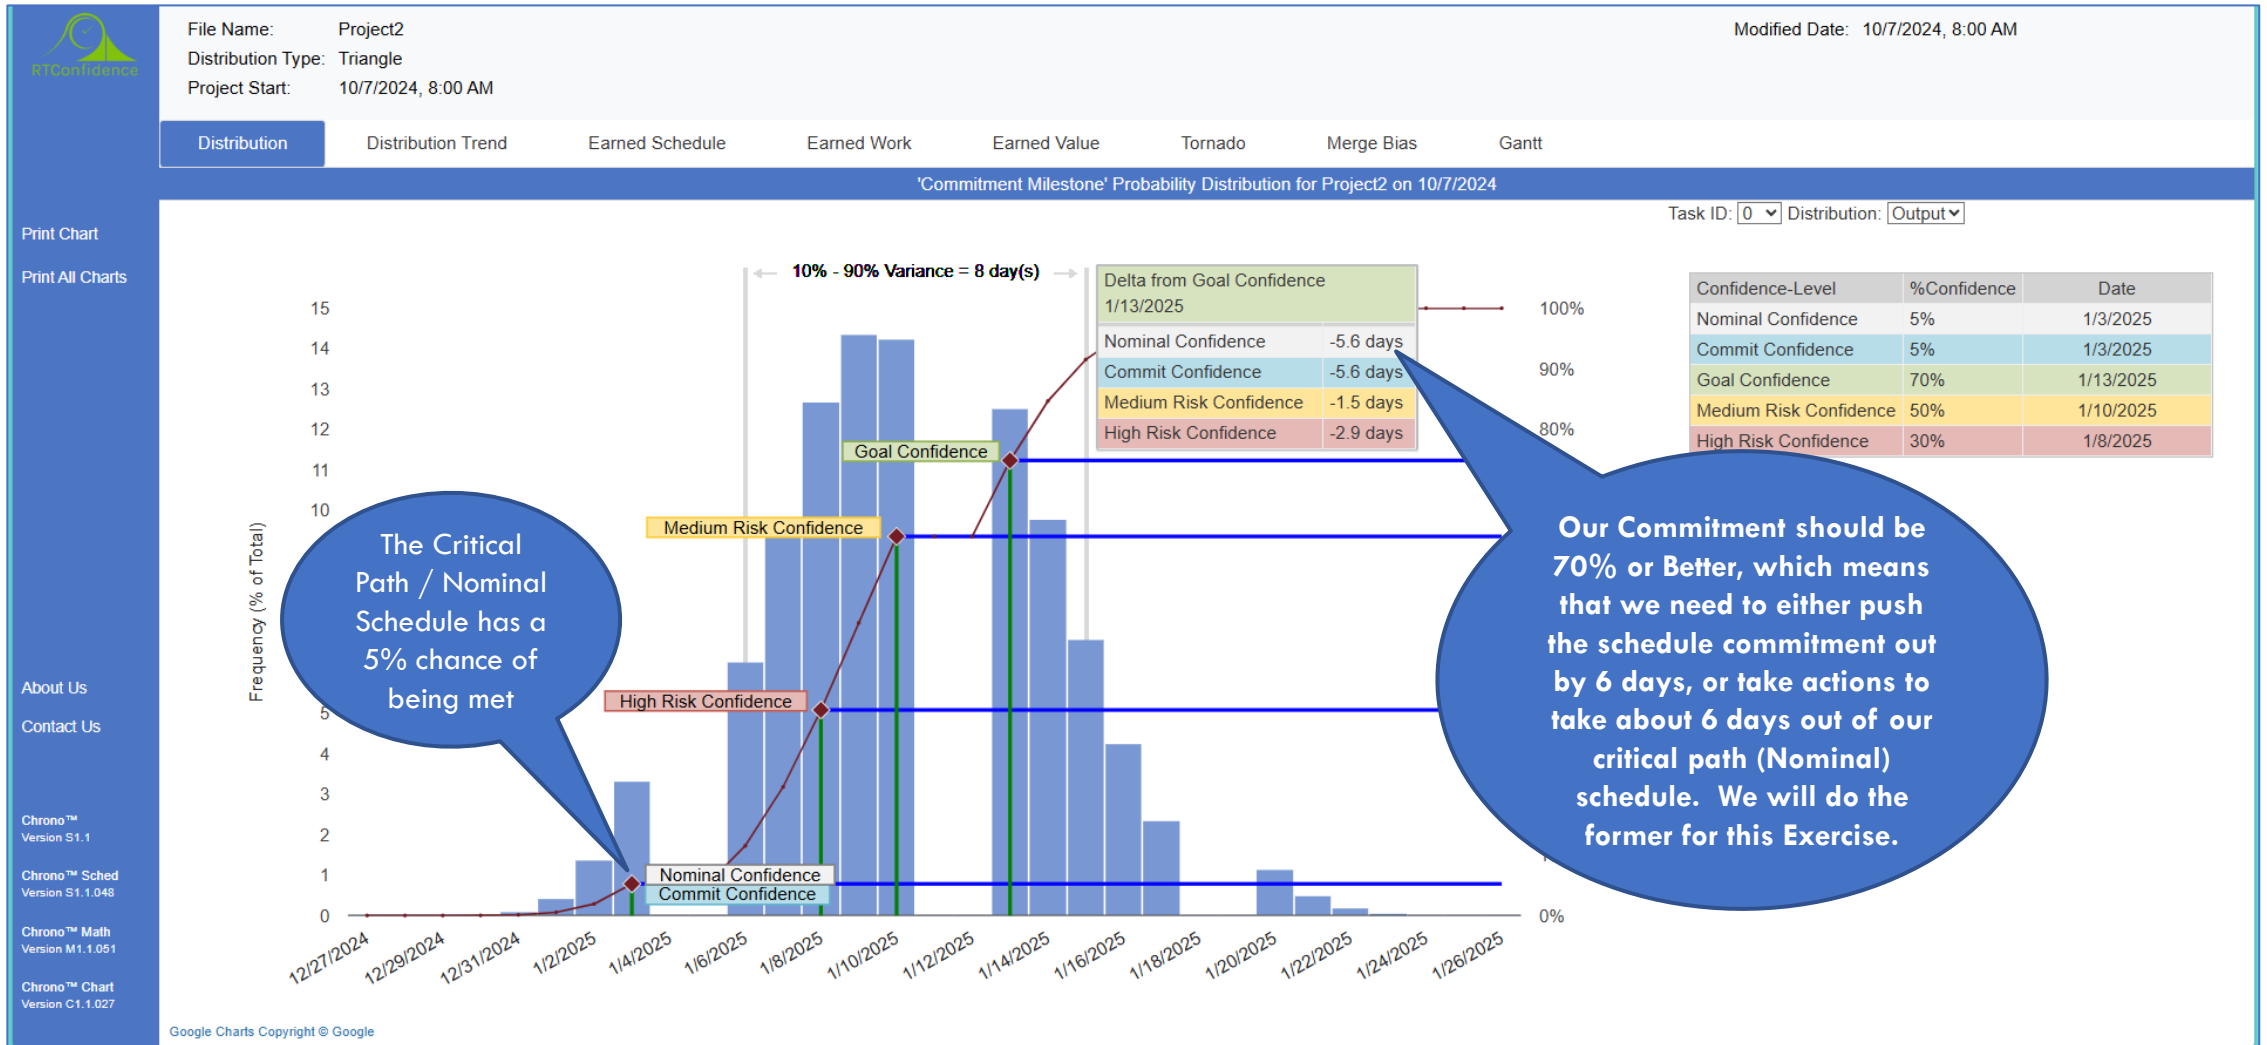 RTConfidence
File Name: Project2
Distribution Type: Triangle
Project Start: 10/7/2024, 8:00 AM
Modified Date: 10/7/2024, 8:00 AM
Distribution Distribution Trend Earned Schedule Earned Work Earned Value Tornado Merge Bias Gantt
'Commitment Milestone' Probability Distribution for Project2 on 10/7/2024
Print Chart
Print All Charts
About Us
Contact Us
Chrono™
Version S1.1
Chrono™ Sched
Version S1.1.048
Chrono™ Math
Version M1.1.051
Chrono™ Chart
Version C1.1.027
Task ID: 0 Distribution: Output
10% - 90% Variance = 8 day(s)
Delta from Goal Confidence
1/13/2025
Nominal Confidence -5.6 days
Commit Confidence -5.6 days
Medium Risk Confidence -1.5 days
High Risk Confidence -2.9 days
Confidence-Level %Confidence Date
Nominal Confidence 5% 1/3/2025
Commit Confidence 5% 1/3/2025
Goal Confidence 70% 1/13/2025
Medium Risk Confidence 50% 1/10/2025
High Risk Confidence 30% 1/8/2025
Frequency (% of Total)
15
14
13
12
11
10
5
4
3
2
1
0
100%
90%
80%
0%
Goal Confidence
Medium Risk Confidence
High Risk Confidence
Nominal Confidence
Commit Confidence
The Critical
Path / Nominal
Schedule has a
5% chance of
being met
Our Commitment should be
70% or Better, which means
that we need to either push
the schedule commitment out
by 6 days, or take actions to
take about 6 days out of our
critical path (Nominal)
schedule. We will do the
former for this Exercise.
12/27/2024 12/29/2024 12/31/2024 1/2/2025 1/4/2025 1/6/2025 1/8/2025 1/10/2025 1/12/2025 1/14/2025 1/16/2025 1/18/2025 1/20/2025 1/22/2025 1/24/2025 1/26/2025
Google Charts Copyright © Google